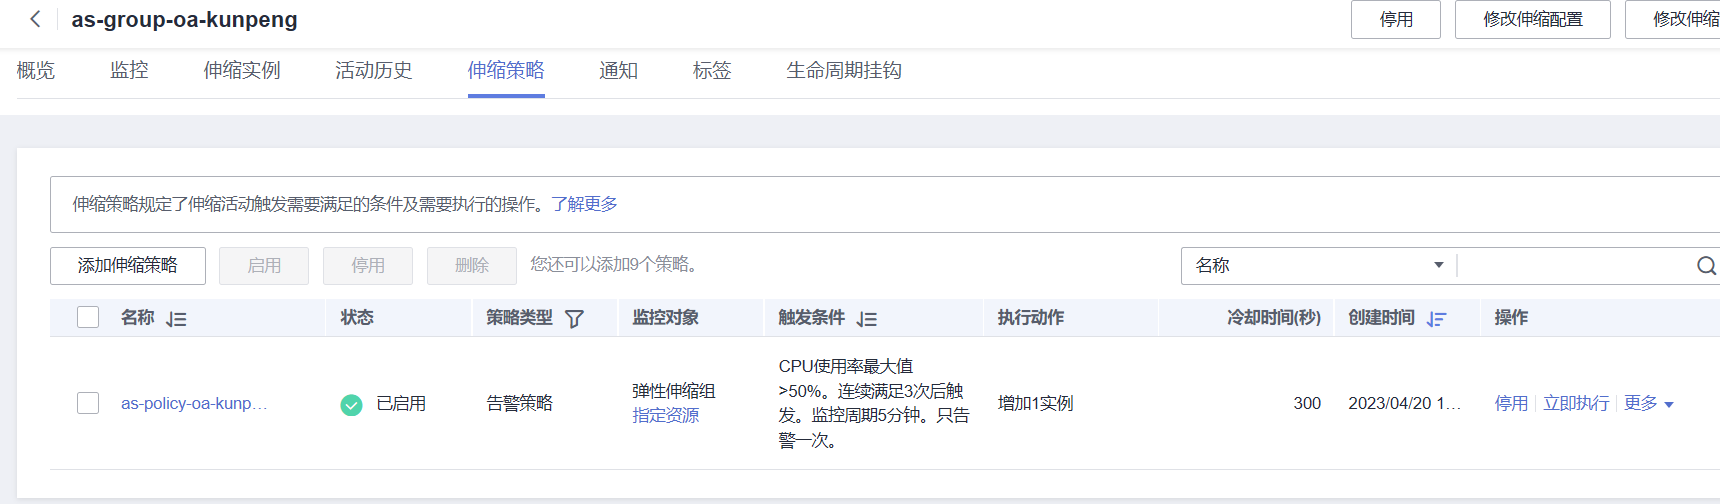 as-group-oa-kunpeng
停用
修改伸缩配置
修改伸缩
概览 监控 伸缩实例 活动历史 伸缩策略 通知 标签 生命周期挂钩
伸缩策略规定了伸缩活动触发需要满足的条件及需要执行的操作。了解更多
添加伸缩策略 启用 停用 删除 您还可以添加9个策略。 名称
名称 状态 策略类型 监控对象 触发条件 执行动作 冷却时间(秒) 创建时间 操作
as-policy-oa-kunp... 已启用 告警策略
弹性伸缩组
指定资源
CPU使用率最大值
>50%。连续满足3次后触
发。监控周期5分钟。只告
警一次。
增加1实例 300 2023/04/20 1... 停用 立即执行 更多